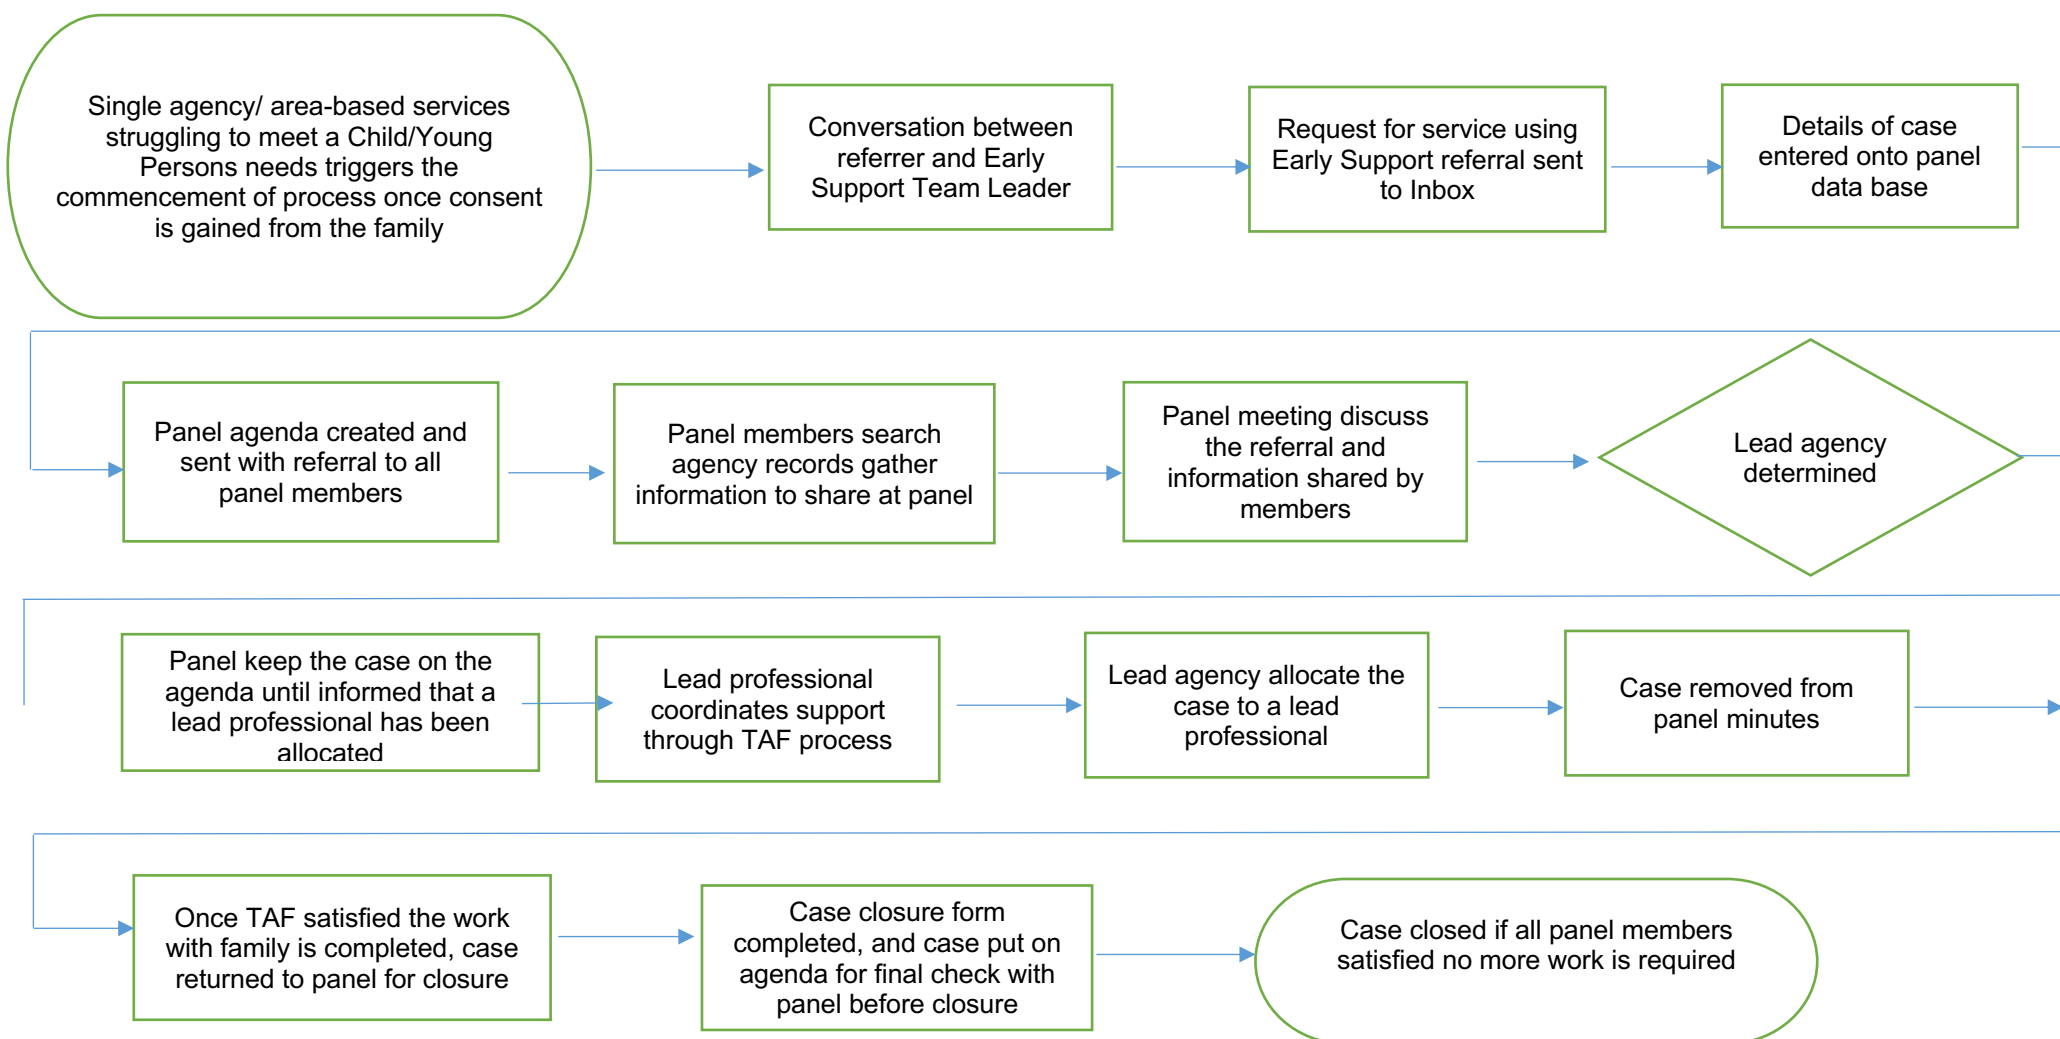 Single agency/ area-based services
struggling to meet a Child/Young
Persons needs triggers the
commencement of process once consent
is gained from the family
Conversation between
referrer and Early
Support Team Leader
Request for service using
Early Support referral sent
to Inbox
Details of case
entered onto panel
data base
Panel agenda created and
sent with referral to all
panel members
Panel members search
agency records gather
information to share at panel
Panel meeting discuss
the referral and
information shared by
members
Lead agency
determined
Panel keep the case on the
agenda until informed that a
lead professional has been
allocated
Lead professional
coordinates support
through TAF process
Lead agency allocate the
case to a lead
professional
Case removed from
panel minutes
Once TAF satisfied the work
with family is completed, case
returned to panel for closure
Case closure form
completed, and case put on
agenda for final check with
panel before closure
Case closed if all panel members
satisfied no more work is required